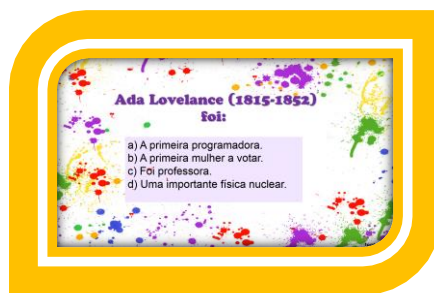 Ada Lovelance (1815-1852)
foi:
a) A primeira programadora.
b) A primeira mulher a votar.
c) Foi professora.
d) Uma importante física nuclear.